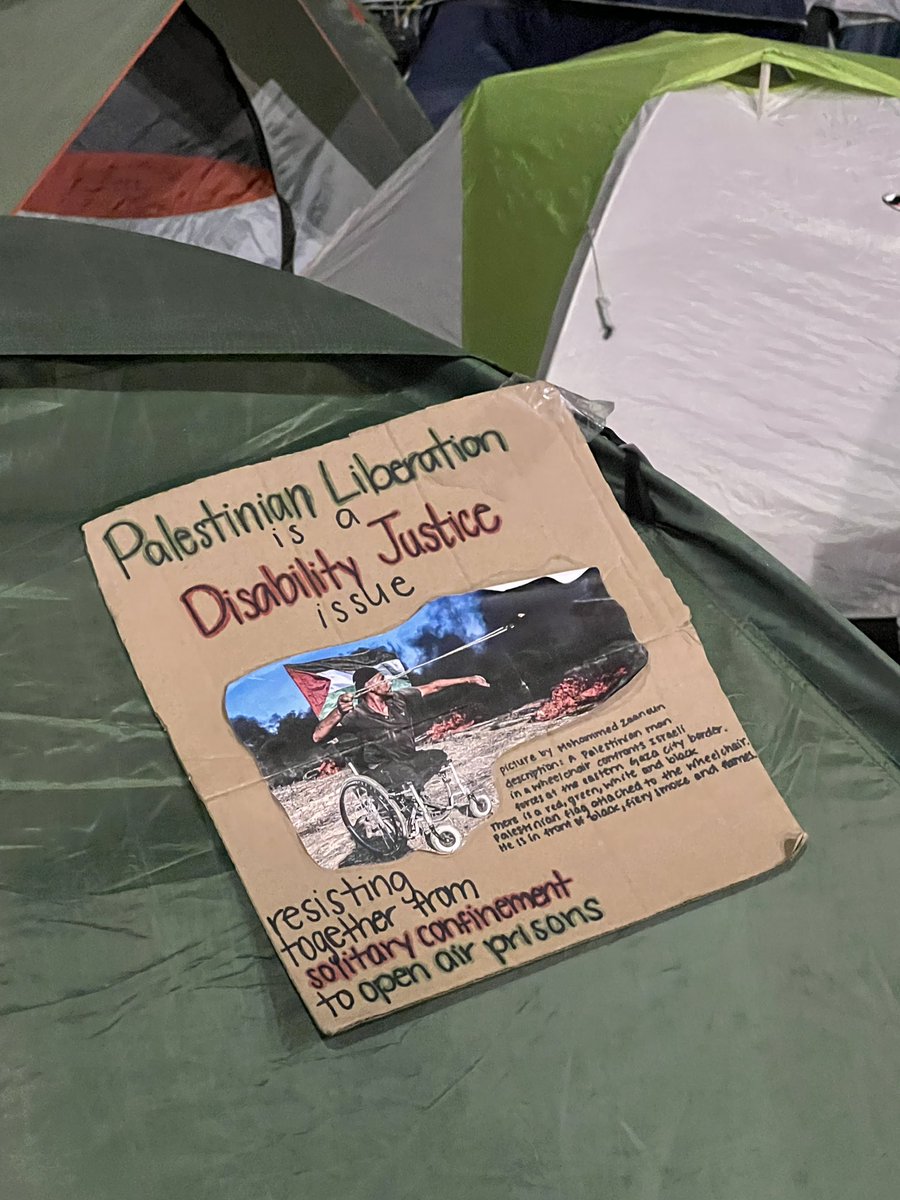 Palestinian Liberation
is a
Disability Justice
issue
picture by Mohammed Zaanoun
description: A Palestinian man
in a wheelchair confronts Israeli
forces at the eastern Gaza city border.
There is a red, green, white and black
Palestinian flag attached to the wheelchair.
He is in front of black, fiery smoke and flames.
resisting
together from
solitary confinement
to open air prisons